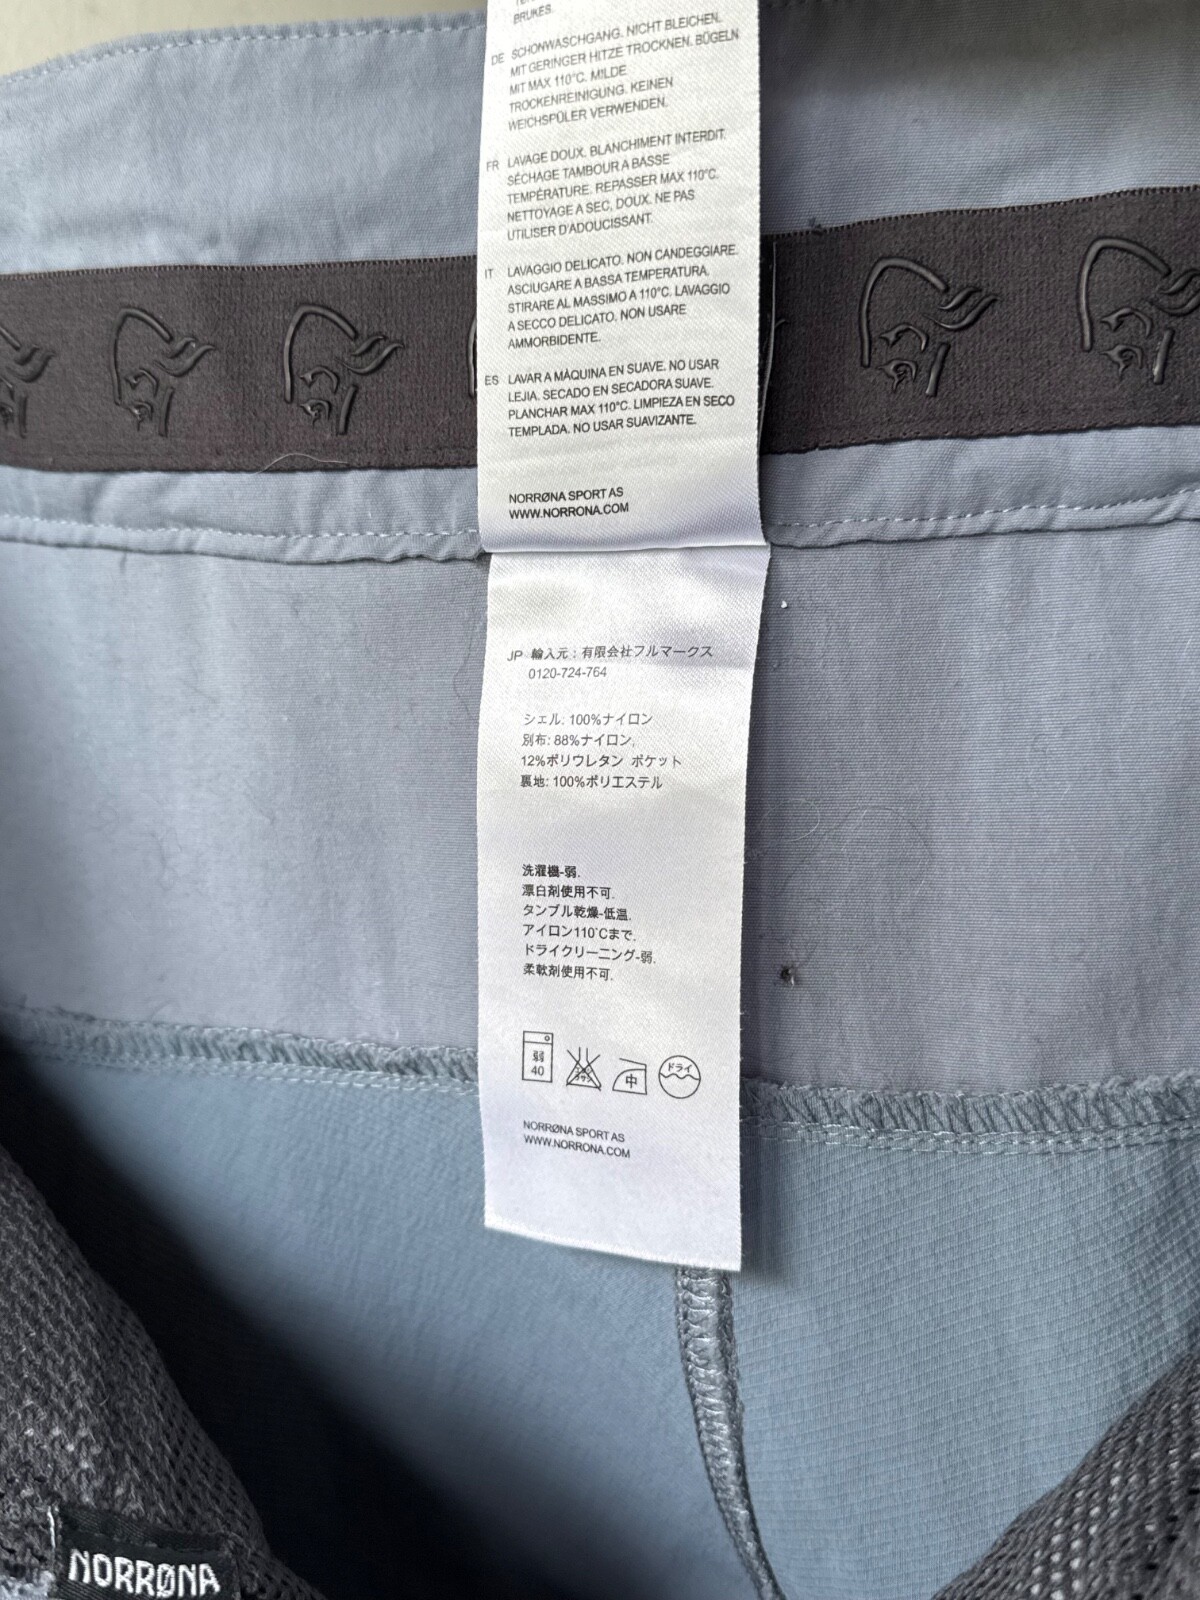 BRUKES.
DE SCHONWASCHGANG. NICHT BLEICHEN.
MIT GERINGER HITZE TROCKNEN. BÜGELN
MIT MAX 110°C. MILDE
TROCKENREINIGUNG. KEINEN
WEICHSPÜLER VERWENDEN.
FR LAVAGE DOUX. BLANCHIMENT INTERDIT.
SÉCHAGE TAMBOUR A BASSE
TEMPÉRATURE. REPASSER MAX 110°C.
NETTOYAGE A SEC, DOUX. NE PAS
UTILISER D'ADOUCISSANT.
IT LAVAGGIO DELICATO. NON CANDEGGIARE.
ASCIUGARE A BASSA TEMPERATURA.
STIRARE AL MASSIMO A 110°C. LAVAGGIO
A SECCO DELICATO. NON USARE
AMMORBIDENTE.
ES LAVAR A MÀQUINA EN SUAVE. NO USAR
LEJIA. SECADO EN SECADORA SUAVE.
PLANCHAR MAX 110°C. LIMPIEZA EN SECO
TEMPLADA. NO USAR SUAVIZANTE.
NORRØNA SPORT AS
WWW.NORRONA.COM
JP 輸入元 : 有限会社フルマークス
0120-724-764
シェル: 100%ナイロン
別布: 88%ナイロン,
12%ポリウレタン ポケット
裏地: 100%ポリエステル
洗濯機-弱.
漂白剤使用不可.
タンブル乾燥-低温.
アイロン110°Cまで.
ドライクリーニング-弱.
柔軟剤使用不可.
弱
40
中
ドライ
NORRØNA SPORT AS
WWW.NORRONA.COM
NORRØNA